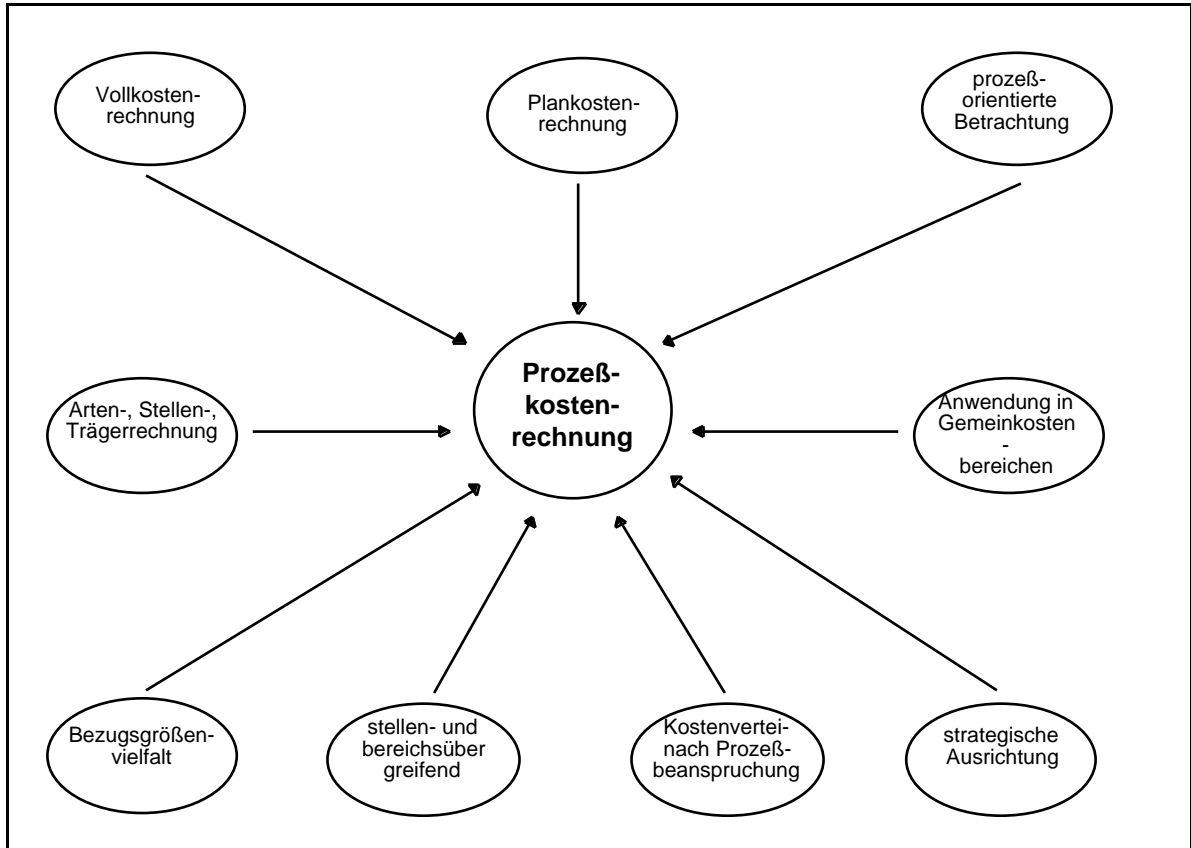 Vollkosten-
rechnung
Plankosten-
rechnung
prozeß-
orientierte
Betrachtung
Prozeß-
kosten-
rechnung
Arten-, Stellen-,
Trägerrechnung
Anwendung in
Gemeinkosten
-
bereichen
Bezugsgrößen-
vielfalt
stellen- und
bereichsüber
greifend
Kostenvertei-
nach Prozeß-
beanspruchung
strategische
Ausrichtung